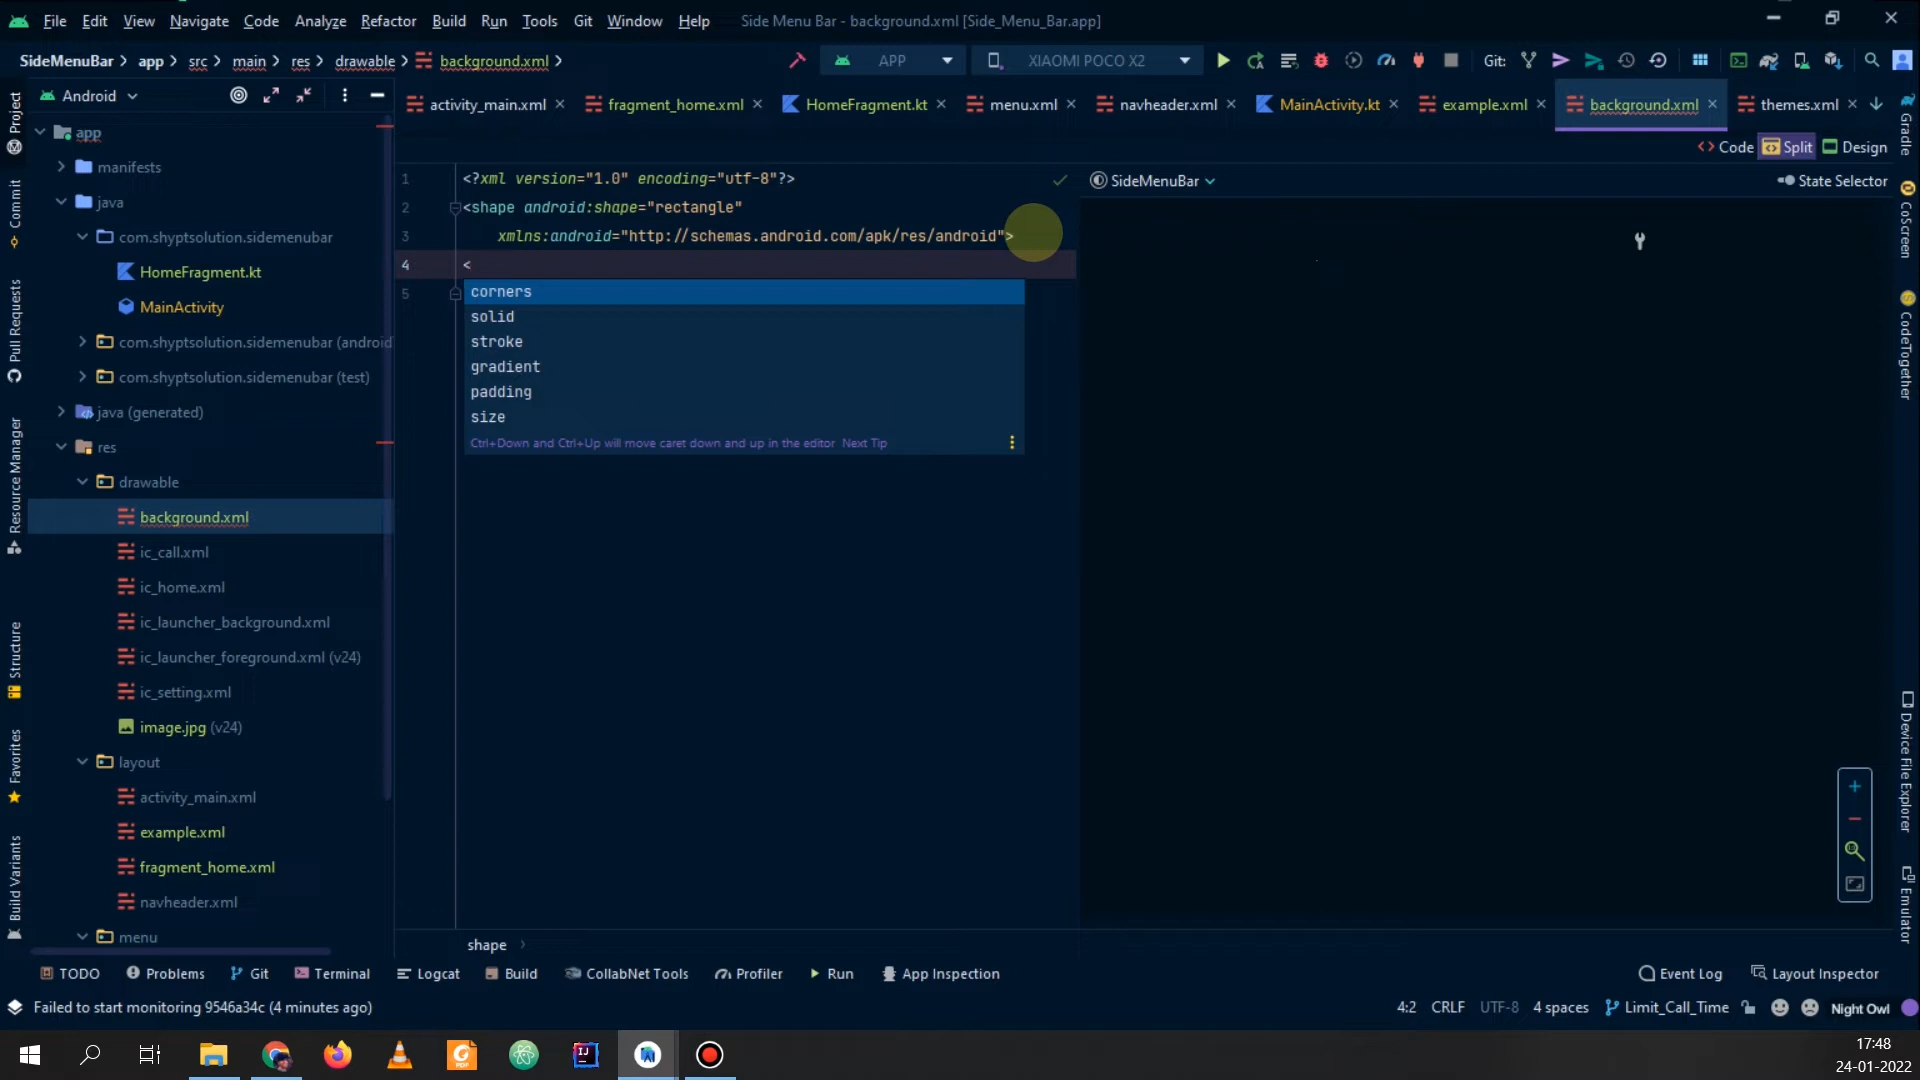 File Edit View Navigate Code Analyze Refactor Build Run Tools Git Window Help Side Menu Bar - background.xml [Side_Menu_Bar.app]
SideMenuBar app src main res drawable background.xml APP XIAOMI POCO X2 Git:
Android activity_main.xml fragment_home.xml HomeFragment.kt menu.xml navheader.xml MainActivity.kt example.xml background.xml themes.xml
Code Split Design
SideMenuBar State Selector
Project
Commit
Pull Requests
Resource Manager
Structure
Favorites
Build Variants
app
manifests
java
com.shyptsolution.sidemenubar
HomeFragment.kt
MainActivity
com.shyptsolution.sidemenubar (android
com.shyptsolution.sidemenubar (test)
java (generated)
res
drawable
background.xml
ic_call.xml
ic_home.xml
ic_launcher_background.xml
ic_launcher_foreground.xml (v24)
ic_setting.xml
image.jpg (v24)
layout
activity_main.xml
example.xml
fragment_home.xml
navheader.xml
menu
1 <?xml version="1.0" encoding="utf-8"?>
2 <shape android:shape="rectangle"
3 xmlns:android="http://schemas.android.com/apk/res/android">
4 <
5
corners
solid
stroke
gradient
padding
size
Ctrl+Down and Ctrl+Up will move caret down and up in the editor Next Tip
shape
Gradle
CoScreen
CodeTogether
Device File Explorer
Emulator
TODO Problems Git Terminal Logcat Build CollabNet Tools Profiler Run App Inspection Event Log Layout Inspector
Failed to start monitoring 9546a34c (4 minutes ago) 4:2 CRLF UTF-8 4 spaces Limit_Call_Time Night Owl
17:48
24-01-2022